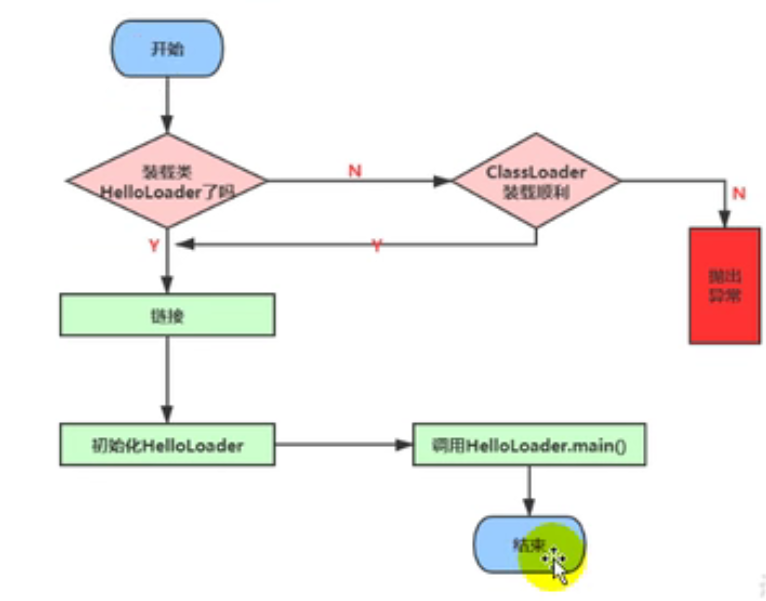 开始
装载类
HelloLoader了吗
N
ClassLoader
装载顺利
N
Y
Y
抛出
异常
链接
初始化HelloLoader
调用HelloLoader.main()
结束